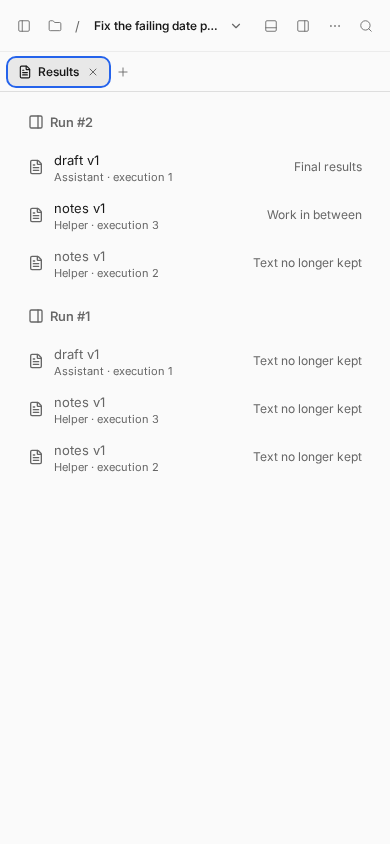 / Fix the failing date p...
Results
Run #2
draft v1
Assistant · execution 1
Final results
notes v1
Helper · execution 3
Work in between
notes v1
Helper · execution 2
Text no longer kept
Run #1
draft v1
Assistant · execution 1
Text no longer kept
notes v1
Helper · execution 3
Text no longer kept
notes v1
Helper · execution 2
Text no longer kept